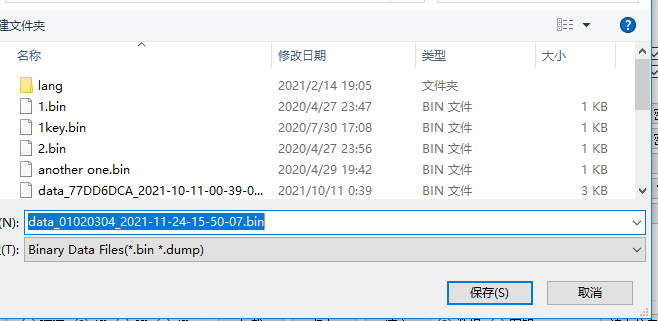 建文件夹
名称 修改日期 类型 大小
lang 2021/2/14 19:05 文件夹
1.bin 2020/4/27 23:47 BIN 文件 1 KB
1key.bin 2020/7/30 17:08 BIN 文件 1 KB
2.bin 2020/4/27 23:56 BIN 文件 1 KB
another one.bin 2020/4/29 19:42 BIN 文件 1 KB
data_77DD6DCA_2021-10-11-00-39-0... 2021/10/11 0:39 BIN 文件 3 KB
(N): data_01020304_2021-11-24-15-50-07.bin
(T): Binary Data Files(*.bin *.dump)
保存(S) 取消